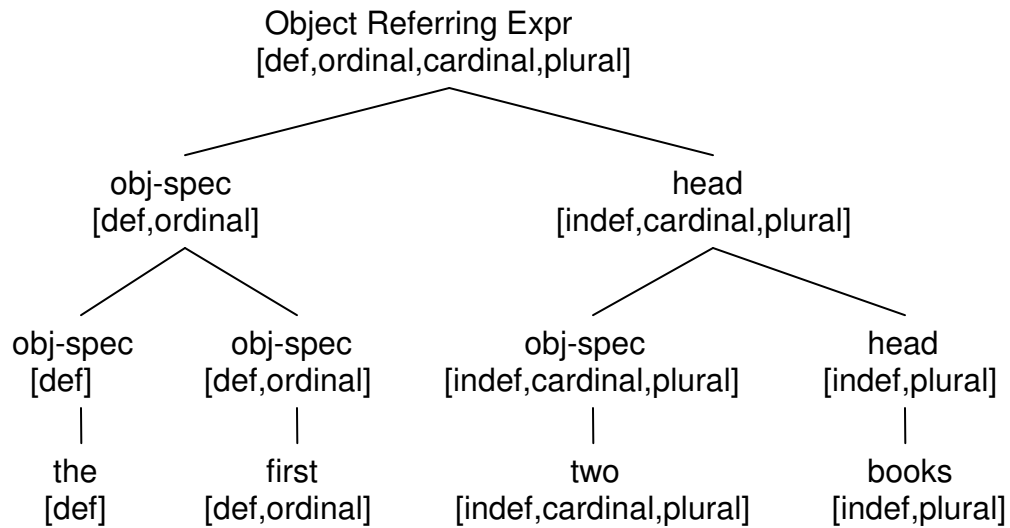 Object Referring Expr
[def,ordinal,cardinal,plural]
obj-spec head
[def,ordinal] [indef,cardinal,plural]
obj-spec obj-spec obj-spec head
[def] [def,ordinal] [indef,cardinal,plural] [indef,plural]
the first two books
[def] [def,ordinal] [indef,cardinal,plural] [indef,plural]